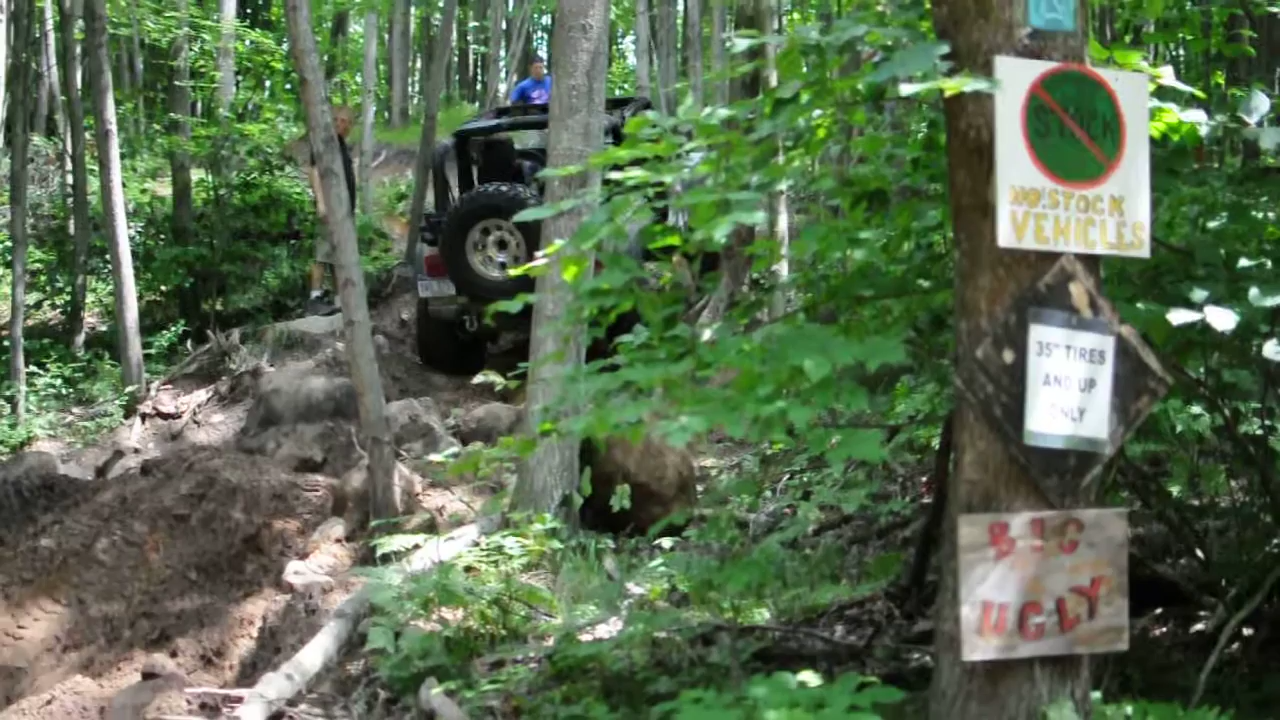 STOCK
NO STOCK
VEHICLES
35" TIRES
AND UP
ONLY
BIG
UGLY